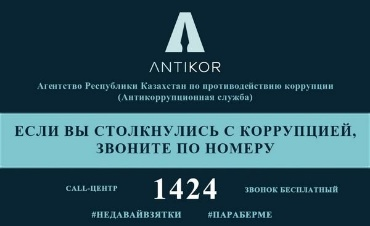 ANTIKOR
Агентство Республики Казахстан по противодействию коррупции
(Антикоррупционная служба)
ЕСЛИ ВЫ СТОЛКНУЛИСЬ С КОРРУПЦИЕЙ,
ЗВОНИТЕ ПО НОМЕРУ
CALL-ЦЕНТР 1424 ЗВОНОК БЕСПЛАТНЫЙ
#НЕДАВАЙВЗЯТКИ #ПАРАБЕРМЕ